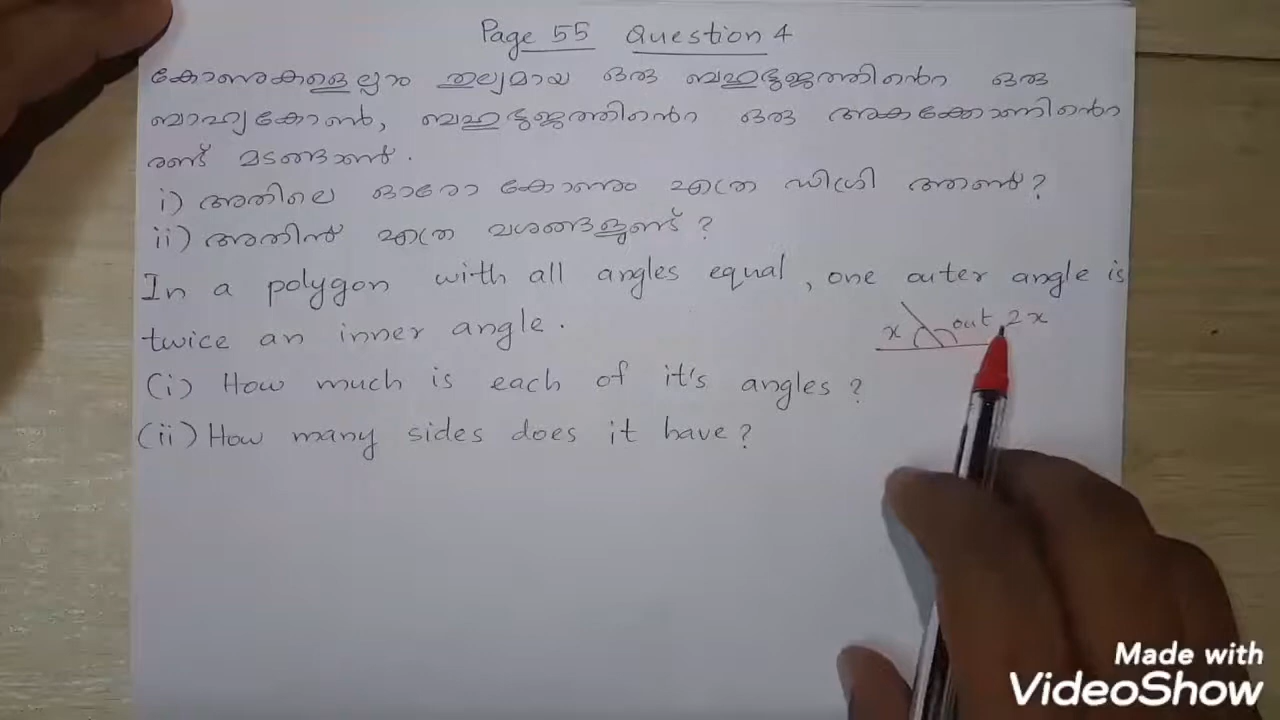 Page 55 Question 4
കോണുകളെല്ലാം തുല്യമായ ഒരു ബഹുഭുജത്തിന്റെ ഒരു
ബാഹ്യകോൺ, ബഹുഭുജത്തിന്റെ ഒരു അകക്കോണിന്റെ
രണ്ട് മടങ്ങാണ്.
i) അതിലെ ഓരോ കോണും എത്ര ഡിഗ്രി ആണ്?
ii) അതിന് എത്ര വശങ്ങളുണ്ട്?
In a polygon with all angles equal, one outer angle is
twice an inner angle.
x out 2x
(i) How much is each of it's angles?
(ii) How many sides does it have?
Made with
VideoShow